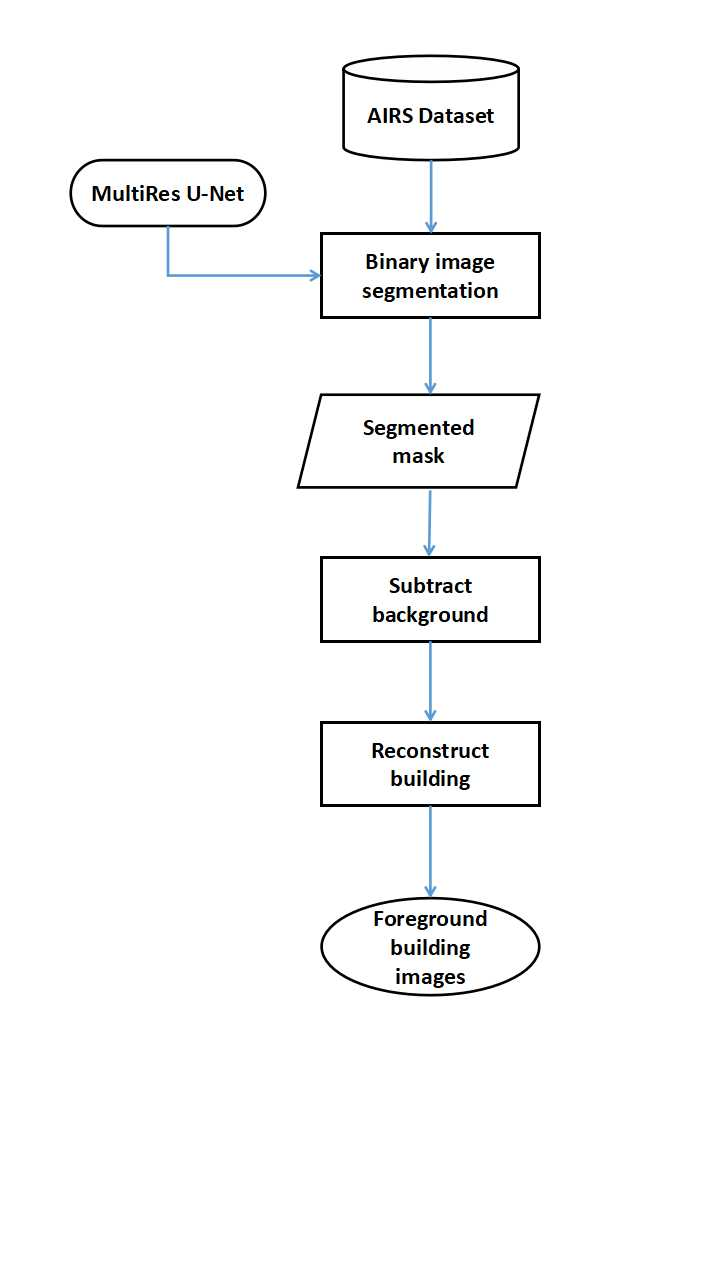 AIRS Dataset
MultiRes U-Net
Binary image
segmentation
Segmented
mask
Subtract
background
Reconstruct
building
Foreground
building
images